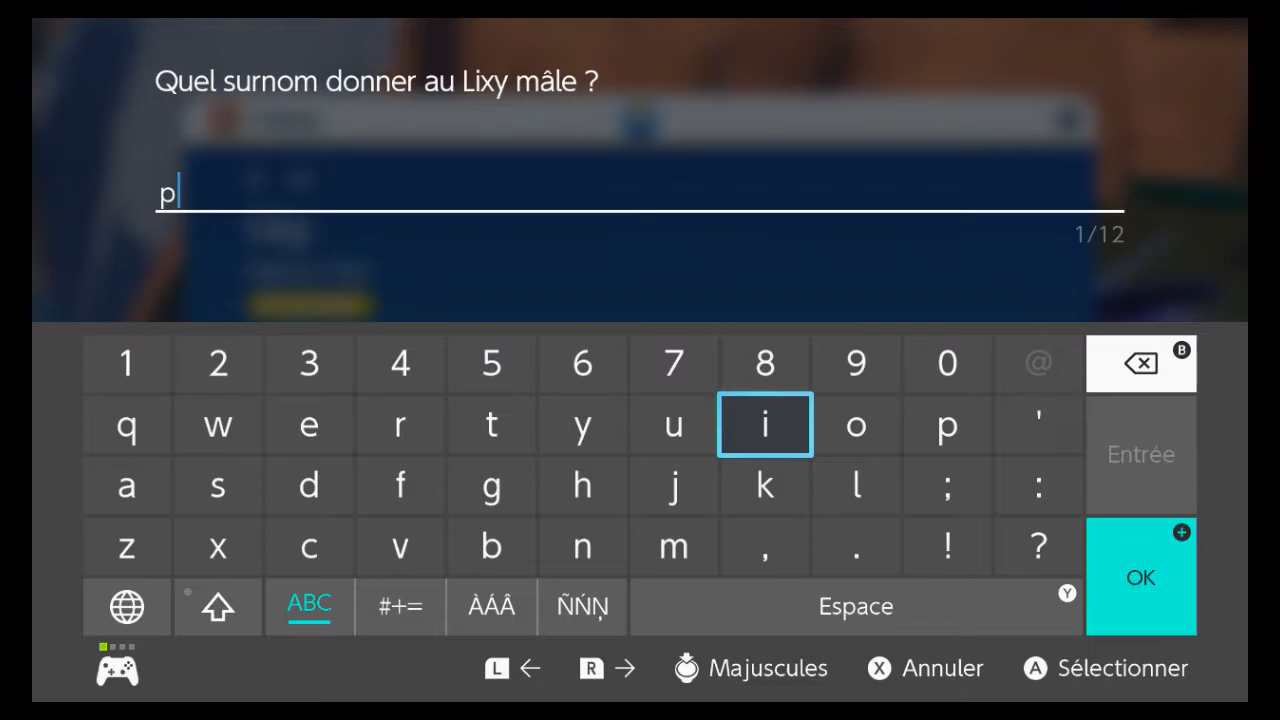 Quel surnom donner au Lixy mâle ?
p
1/12
1 2 3 4 5 6 7 8 9 0 @ B
q w e r t y u i o p ' Entrée
a s d f g h j k l ; :
z x c v b n m , . ! ? + OK
ABC #+= ÀÁÂ ÑŃŅ Espace Y
L ← R → Majuscules X Annuler A Sélectionner